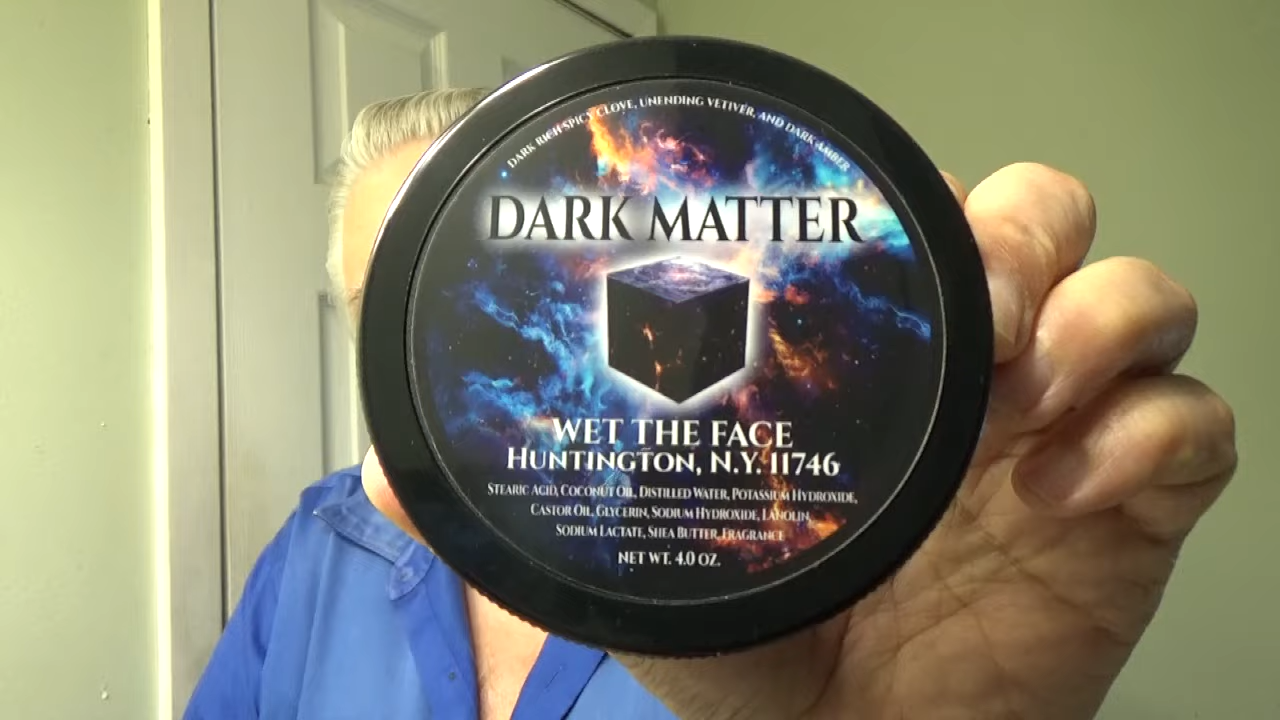 DARK RICH SPICY CLOVE, UNENDING VETIVER, AND DARK AMBER
DARK MATTER
WET THE FACE
HUNTINGTON, N.Y. 11746
STEARIC ACID, COCONUT OIL, DISTILLED WATER, POTASSIUM HYDROXIDE,
CASTOR OIL, GLYCERIN, SODIUM HYDROXIDE, LANOLIN,
SODIUM LACTATE, SHEA BUTTER, FRAGRANCE
NET WT. 4.0 OZ.